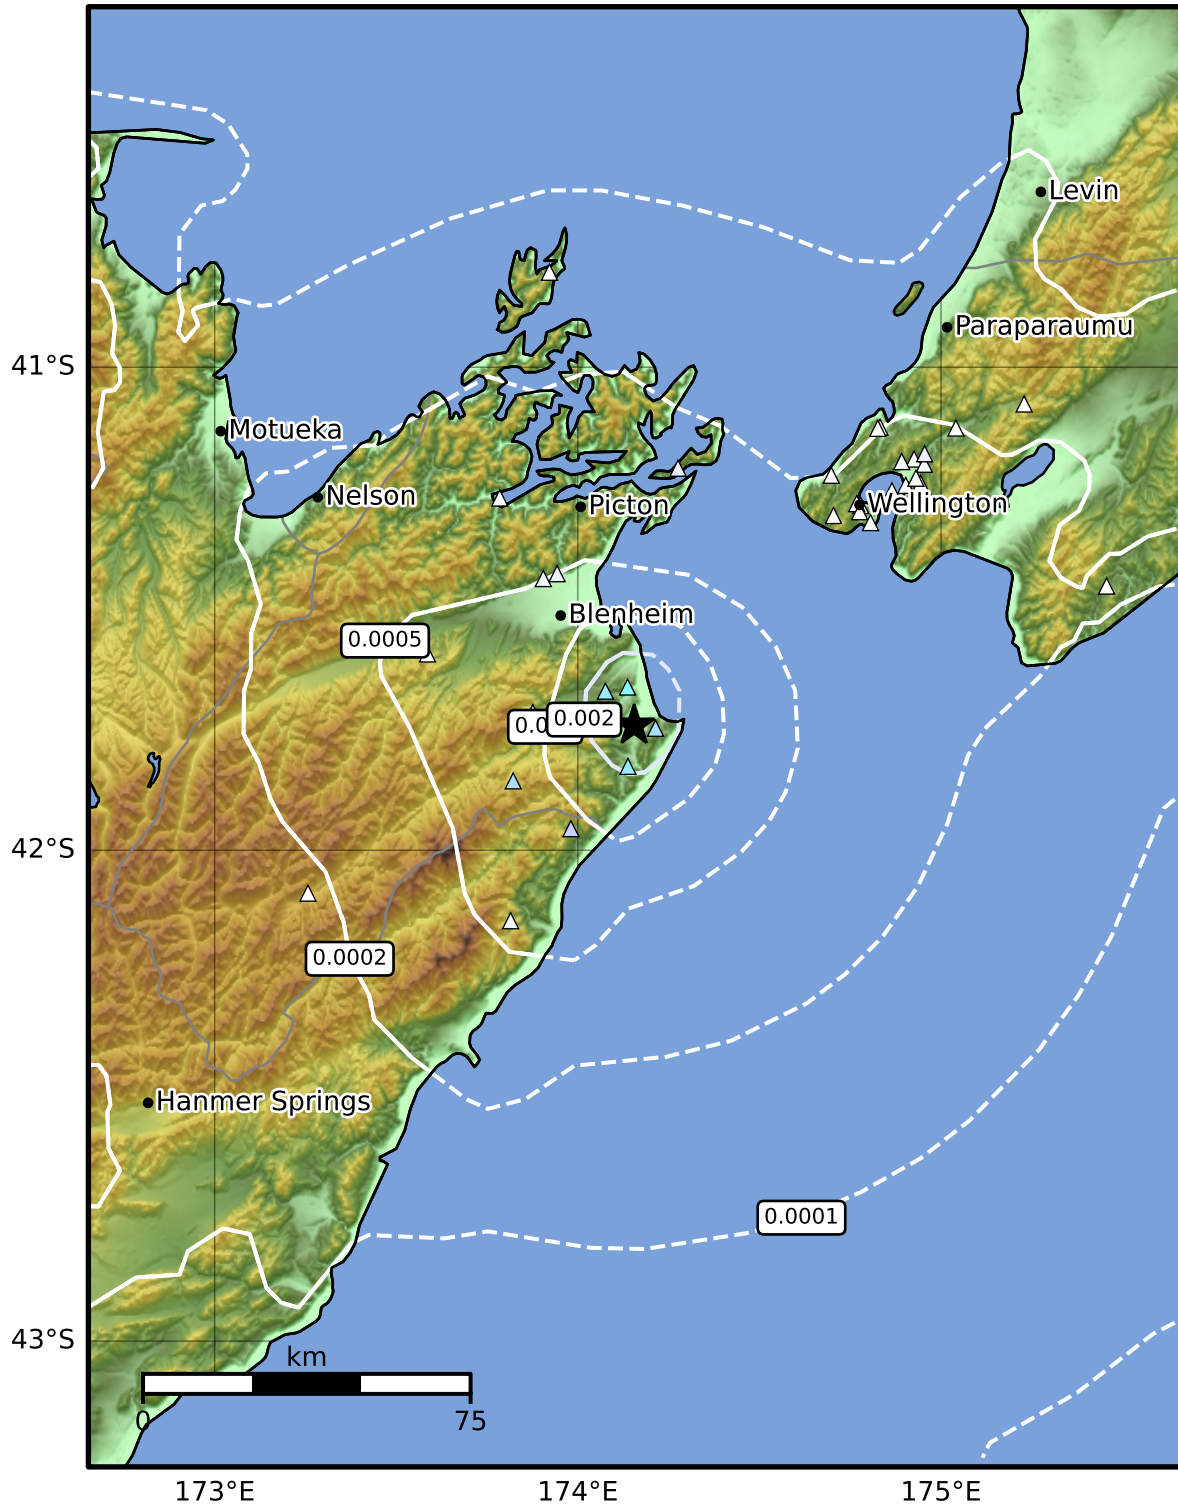 Levin
Paraparaumu
41°S
Motueka
Nelson
Picton
Wellington
Blenheim
0.0005
0.002
42°S
0.0002
Hanmer Springs
0.0001
43°S
km
0
75
173°E
174°E
175°E